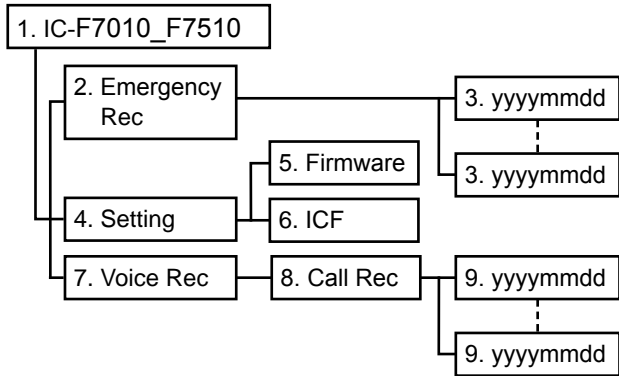 1. IC-F7010_F7510
2. Emergency
Rec
3. yyyymmdd
3. yyyymmdd
4. Setting
5. Firmware
6. ICF
7. Voice Rec
8. Call Rec
9. yyyymmdd
9. yyyymmdd